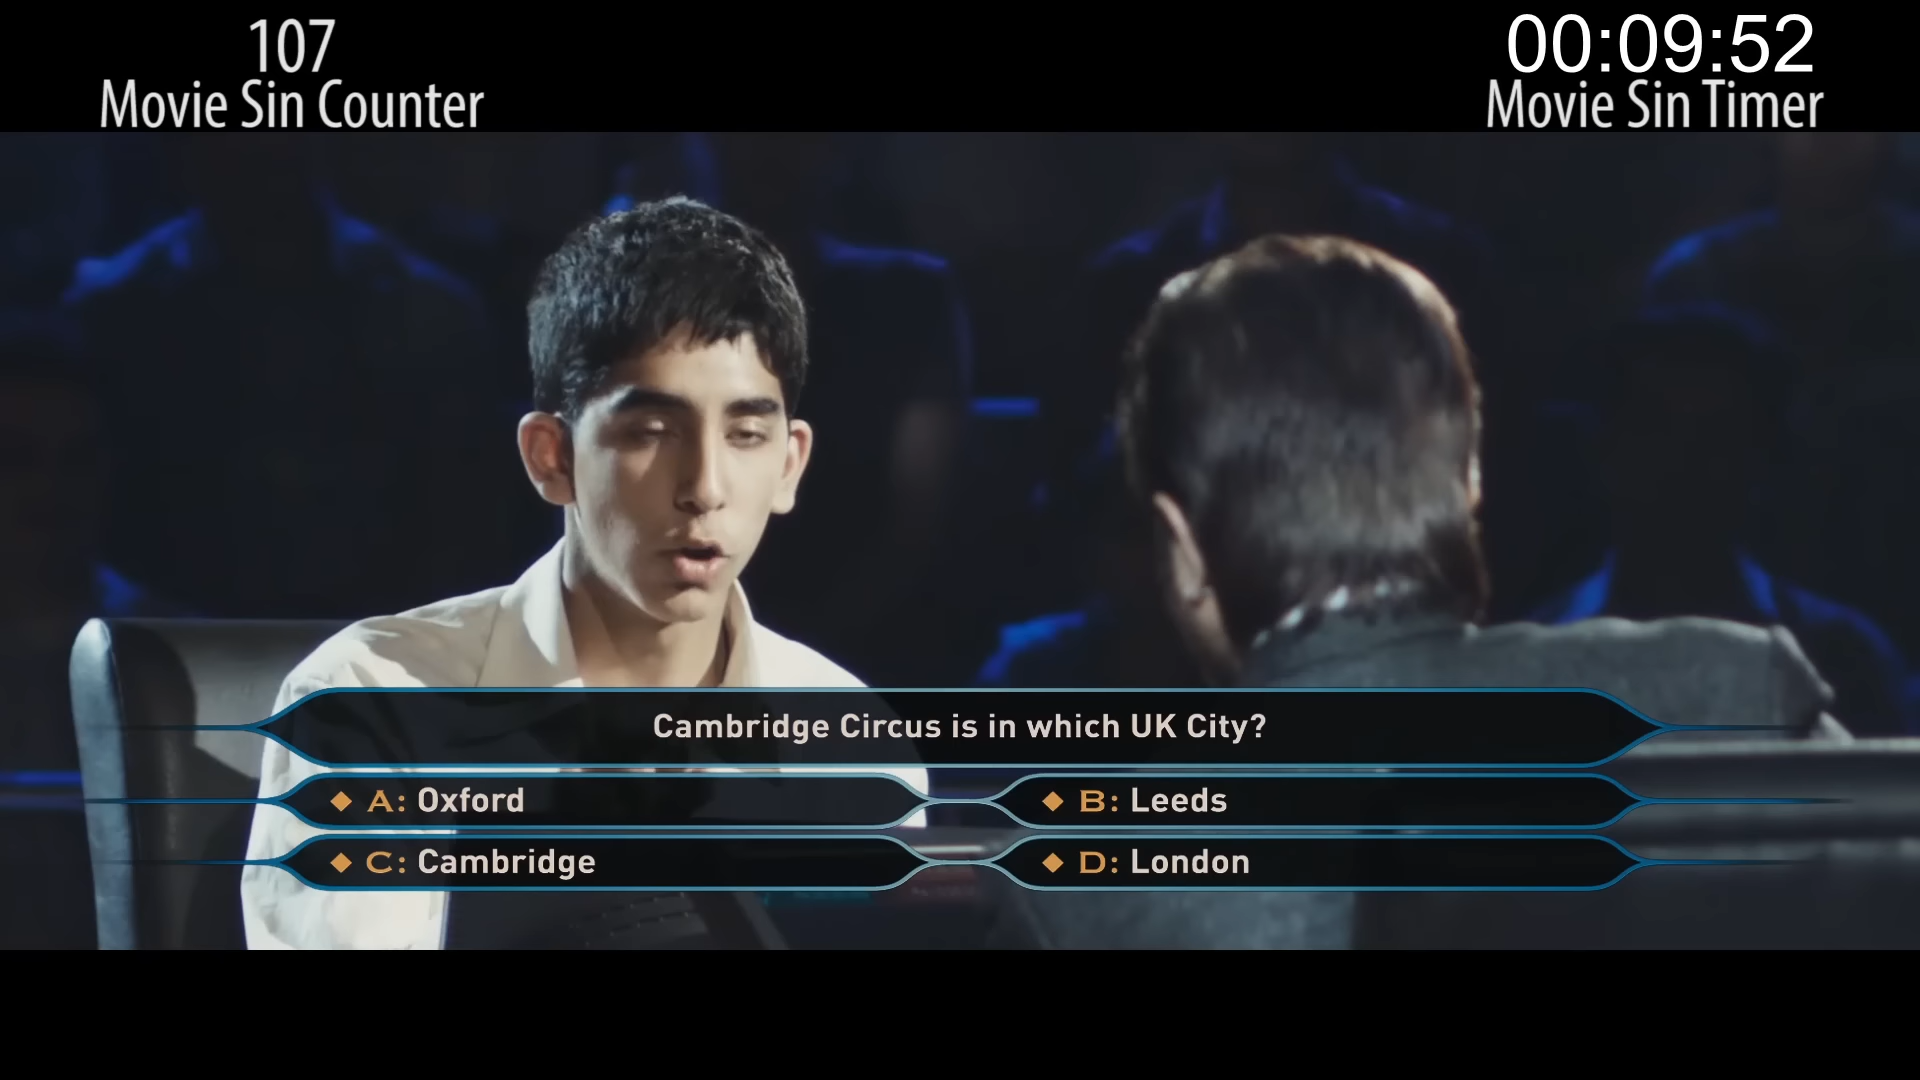 107
Movie Sin Counter
00:09:52
Movie Sin Timer
Cambridge Circus is in which UK City?
A: Oxford
B: Leeds
C: Cambridge
D: London